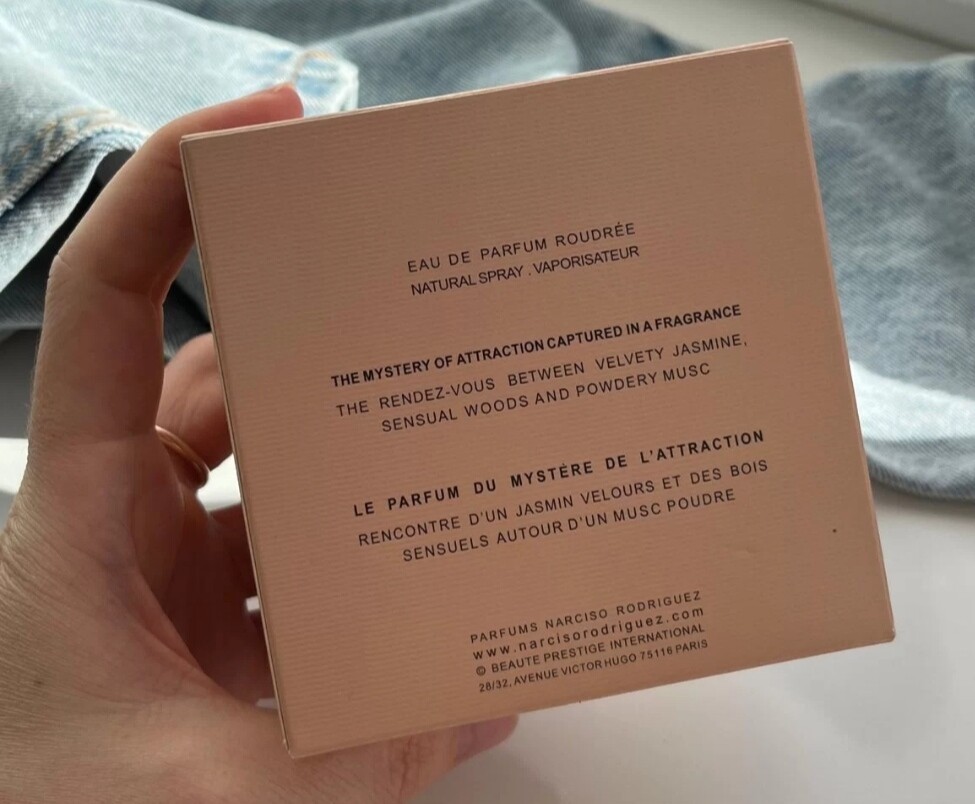 EAU DE PARFUM ROUDRÉE
NATURAL SPRAY . VAPORISATEUR
THE MYSTERY OF ATTRACTION CAPTURED IN A FRAGRANCE
THE RENDEZ-VOUS BETWEEN VELVETY JASMINE,
SENSUAL WOODS AND POWDERY MUSC
LE PARFUM DU MYSTÈRE DE L'ATTRACTION
RENCONTRE D'UN JASMIN VELOURS ET DES BOIS
SENSUELS AUTOUR D'UN MUSC POUDRE
PARFUMS NARCISO RODRIGUEZ
www.narcisorodriguez.com
© BEAUTE PRESTIGE INTERNATIONAL
28/32, AVENUE VICTOR HUGO 75116 PARIS